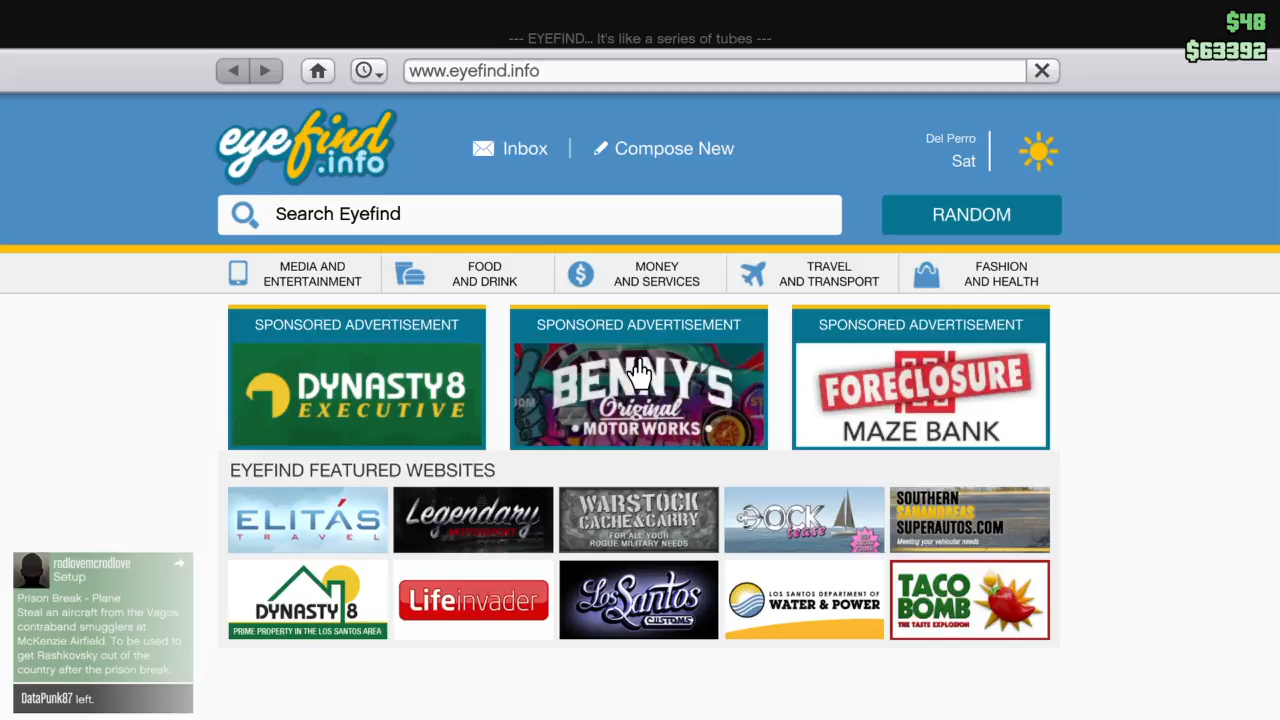 $48
--- EYEFIND... It's like a series of tubes ---
$63392
www.eyefind.info
eyefind
.info
Inbox
Compose New
Del Perro
Sat
Search Eyefind
RANDOM
MEDIA AND
ENTERTAINMENT
FOOD
AND DRINK
MONEY
AND SERVICES
TRAVEL
AND TRANSPORT
FASHION
AND HEALTH
SPONSORED ADVERTISEMENT
DYNASTY8
EXECUTIVE
SPONSORED ADVERTISEMENT
BENNY'S
Original
MOTOR WORKS
SPONSORED ADVERTISEMENT
FORECLOSURE
MAZE BANK
EYEFIND FEATURED WEBSITES
ELITÁS
TRAVEL
Legendary
MOTORSPORT
WARSTOCK
CACHE&CARRY
FOR ALL YOUR
ROGUE MILITARY NEEDS
DOCK
tease
SOUTHERN
SANANDREAS
SUPERAUTOS.COM
Meeting your vehicular needs
DYNASTY 8
PRIME PROPERTY IN THE LOS SANTOS AREA
Lifeinvader
Los Santos
CUSTOMS
LOS SANTOS DEPARTMENT OF
WATER & POWER
TACO
BOMB
THE TASTE EXPLOSION
rodlovemcrodlove
Setup
Prison Break - Plane
Steal an aircraft from the Vagos
contraband smugglers at
McKenzie Airfield. To be used to
get Rashkovsky out of the
country after the prison break.
DataPunk87 left.